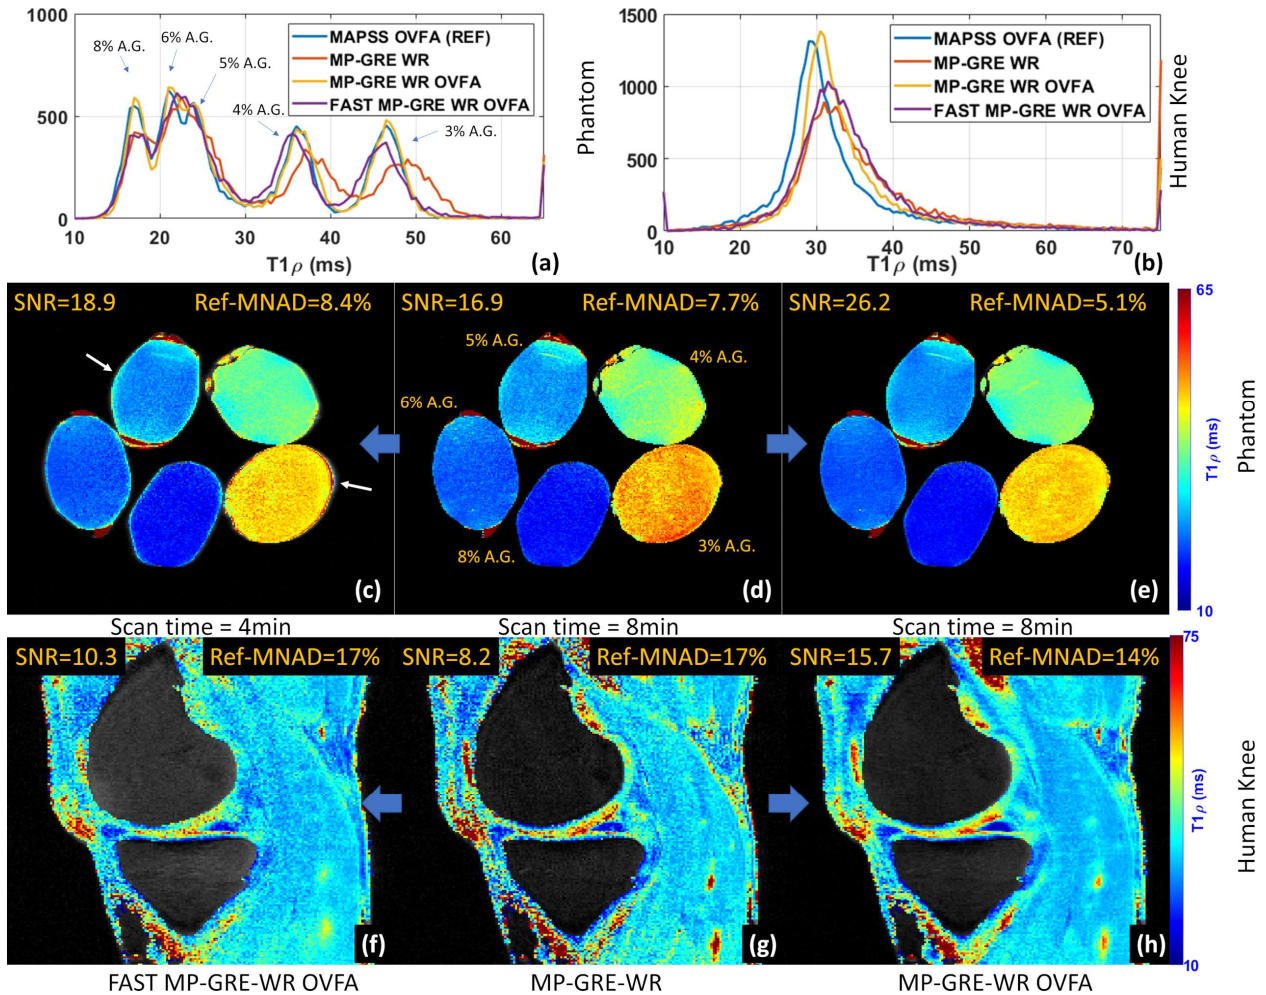 1000
500
0
10 20 30 40 50 60
T1ρ (ms)
8% A.G.
6% A.G.
5% A.G.
4% A.G.
3% A.G.
MAPSS OVFA (REF)
MP-GRE WR
MP-GRE WR OVFA
FAST MP-GRE WR OVFA
(a)
Phantom
1500
1000
500
0
10 20 30 40 50 60 70
T1ρ (ms)
MAPSS OVFA (REF)
MP-GRE WR
MP-GRE WR OVFA
FAST MP-GRE WR OVFA
(b)
Human Knee
SNR=18.9 Ref-MNAD=8.4%
(c)
SNR=16.9 Ref-MNAD=7.7%
5% A.G.
4% A.G.
6% A.G.
8% A.G.
3% A.G.
(d)
SNR=26.2 Ref-MNAD=5.1%
(e)
65
T1ρ (ms)
10
Phantom
Scan time = 4min
Scan time = 8min
Scan time = 8min
SNR=10.3 Ref-MNAD=17%
(f)
SNR=8.2 Ref-MNAD=17%
(g)
SNR=15.7 Ref-MNAD=14%
(h)
75
T1ρ (ms)
10
Human Knee
FAST MP-GRE-WR OVFA
MP-GRE-WR
MP-GRE-WR OVFA